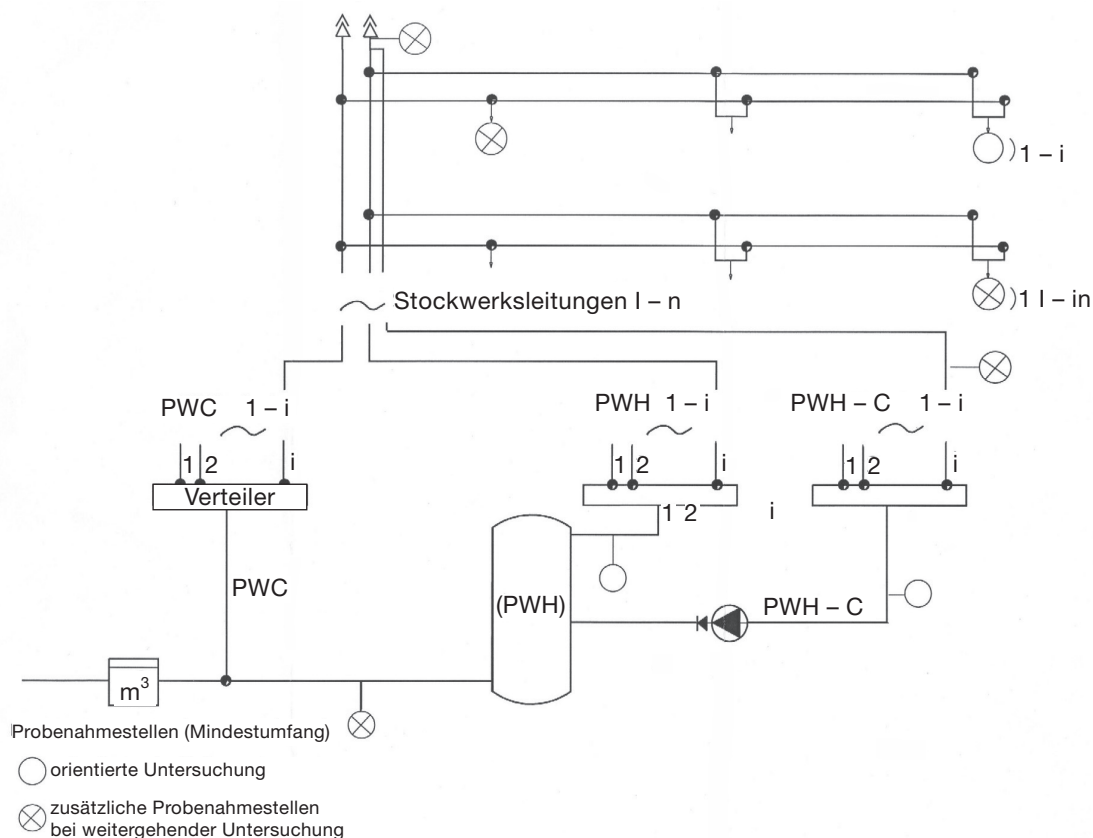 1 – i
1 I – in
Stockwerksleitungen I – n
PWC 1 – i
PWH 1 – i
PWH – C 1 – i
1 2 i
1 2 i
1 2 i
Verteiler
1 2 i
PWC
(PWH)
PWH – C
m³
Probenahmestellen (Mindestumfang)
orientierte Untersuchung
zusätzliche Probenahmestellen
bei weitergehender Untersuchung